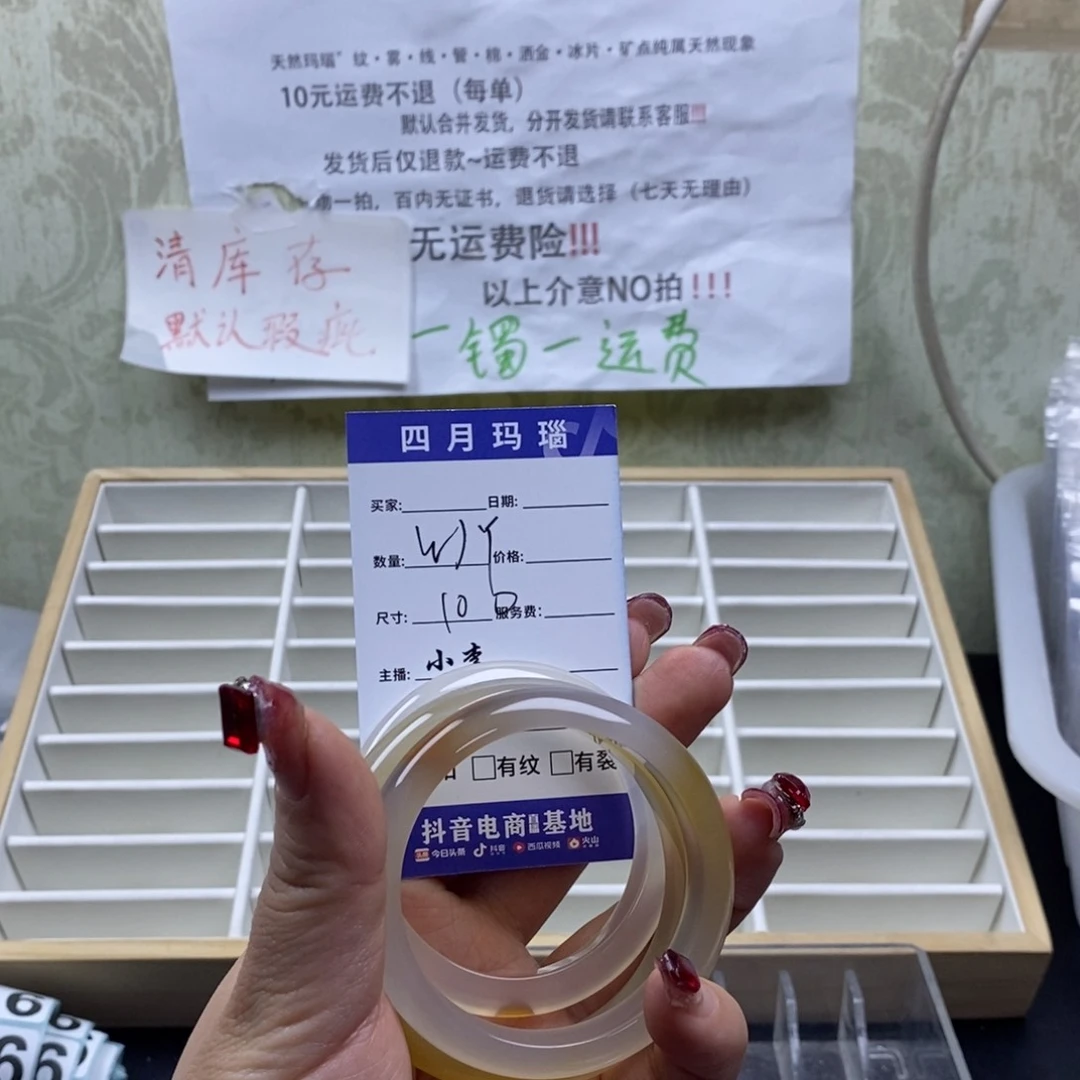 天然玛瑙”纹·雾·线·管·棉·洒金·冰片·矿点纯属天然现象
10元运费不退（每单）
默认合并发货，分开发货请联系客服!!!
发货后仅退款~运费不退
一拍，百内无证书，退货请选择（七天无理由）
无运费险!!!
以上介意NO拍!!!
一镯一运费
清库存
默认瑕疵
四月玛瑙
买家: 日期:
数量: 价格:
尺寸: 10 服务费:
主播: 小李
有纹 有裂
抖音电商直播基地
今日头条 抖音 西瓜视频 火山
6
6
66